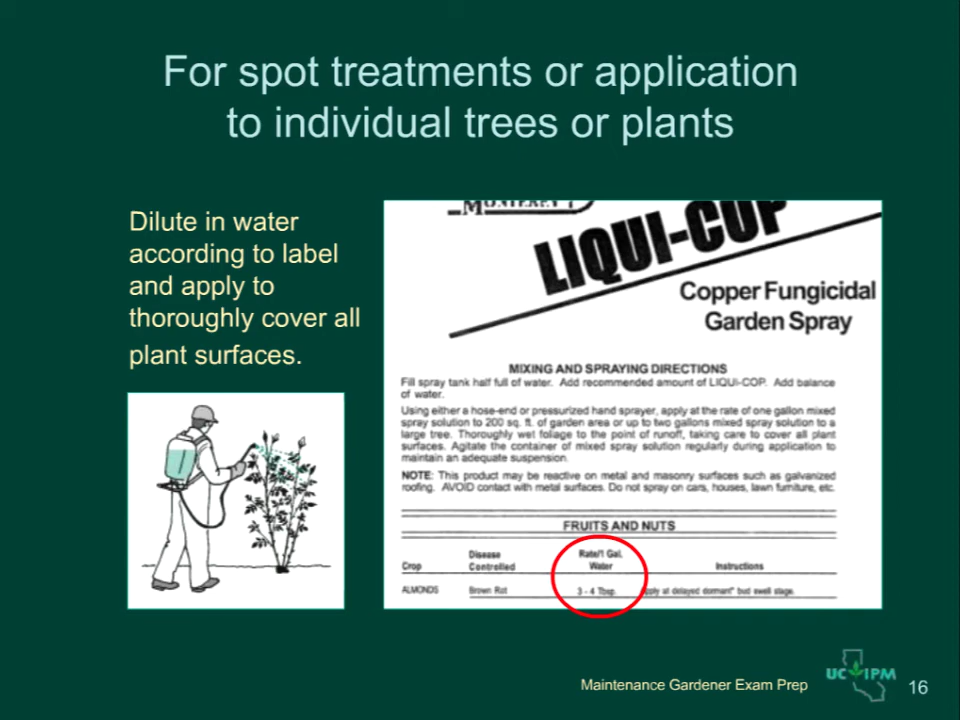 For spot treatments or application
to individual trees or plants
Dilute in water
according to label
and apply to
thoroughly cover all
plant surfaces.
MONTEREY
LIQUI-COP
Copper Fungicidal
Garden Spray
MIXING AND SPRAYING DIRECTIONS
Fill spray tank half full of water. Add recommended amount of LIQUI-COP. Add balance
of water.
Using either a hose-end or pressurized hand sprayer, apply at the rate of one gallon mixed
spray solution to 200 sq. ft. of garden area or up to two gallons mixed spray solution to a
large tree. Thoroughly wet foliage to the point of runoff, taking care to cover all plant
surfaces. Agitate the container of mixed spray solution regularly during application to
maintain an adequate suspension.
NOTE: This product may be reactive on metal and masonry surfaces such as galvanized
roofing. AVOID contact with metal surfaces. Do not spray on cars, houses, lawn furniture, etc.
FRUITS AND NUTS
Crop Disease Controlled Rate/1 Gal. Water Instructions
ALMONDS Brown Rot 3 - 4 Tbsp. Apply at delayed dormant* bud swell stage.
Maintenance Gardener Exam Prep
UC IPM
16